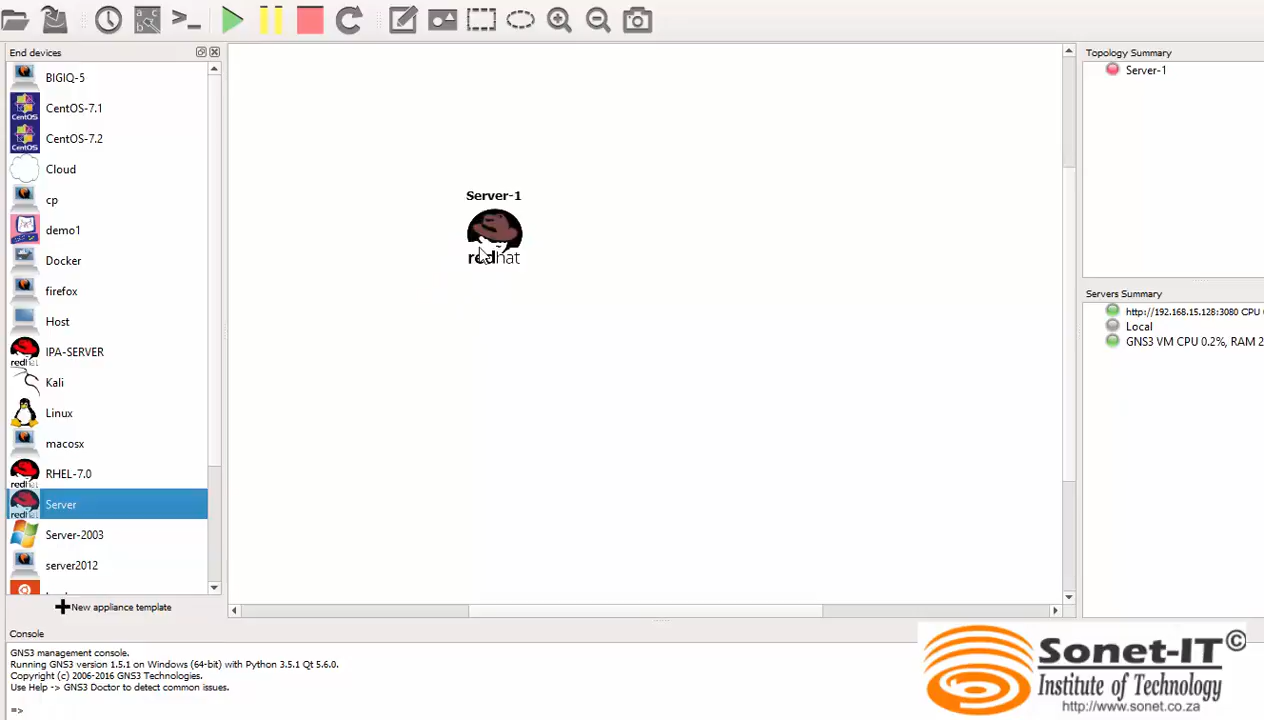 End devices
BIGIQ-5
CentOS-7.1
CentOS-7.2
Cloud
cp
demo1
Docker
firefox
Host
IPA-SERVER
Kali
Linux
macosx
RHEL-7.0
Server
Server-2003
server2012
New appliance template
Server-1
redhat
Topology Summary
Server-1
Servers Summary
http://192.168.15.128:3080 CPU
Local
GNS3 VM CPU 0.2%, RAM 2
Console
GNS3 management console.
Running GNS3 version 1.5.1 on Windows (64-bit) with Python 3.5.1 Qt 5.6.0.
Copyright (c) 2006-2016 GNS3 Technologies.
Use Help -> GNS3 Doctor to detect common issues.
=>
Sonet-IT©
Institute of Technology
http://www.sonet.co.za